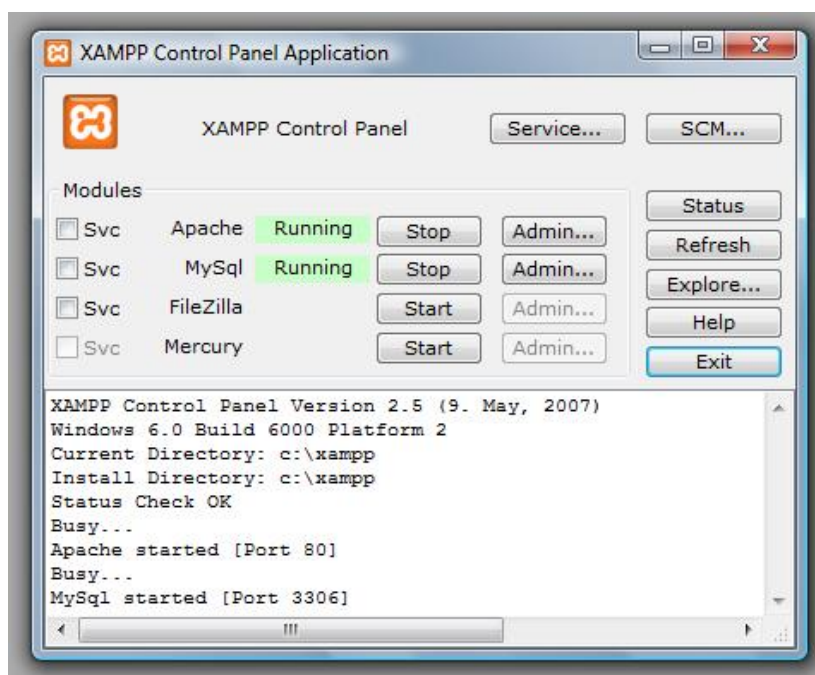 XAMPP Control Panel Application
XAMPP Control Panel Service... SCM...
Modules
Svc Apache Running Stop Admin...
Svc MySql Running Stop Admin...
Svc FileZilla Start Admin...
Svc Mercury Start Admin...
Status
Refresh
Explore...
Help
Exit
XAMPP Control Panel Version 2.5 (9. May, 2007)
Windows 6.0 Build 6000 Platform 2
Current Directory: c:\xampp
Install Directory: c:\xampp
Status Check OK
Busy...
Apache started [Port 80]
Busy...
MySql started [Port 3306]